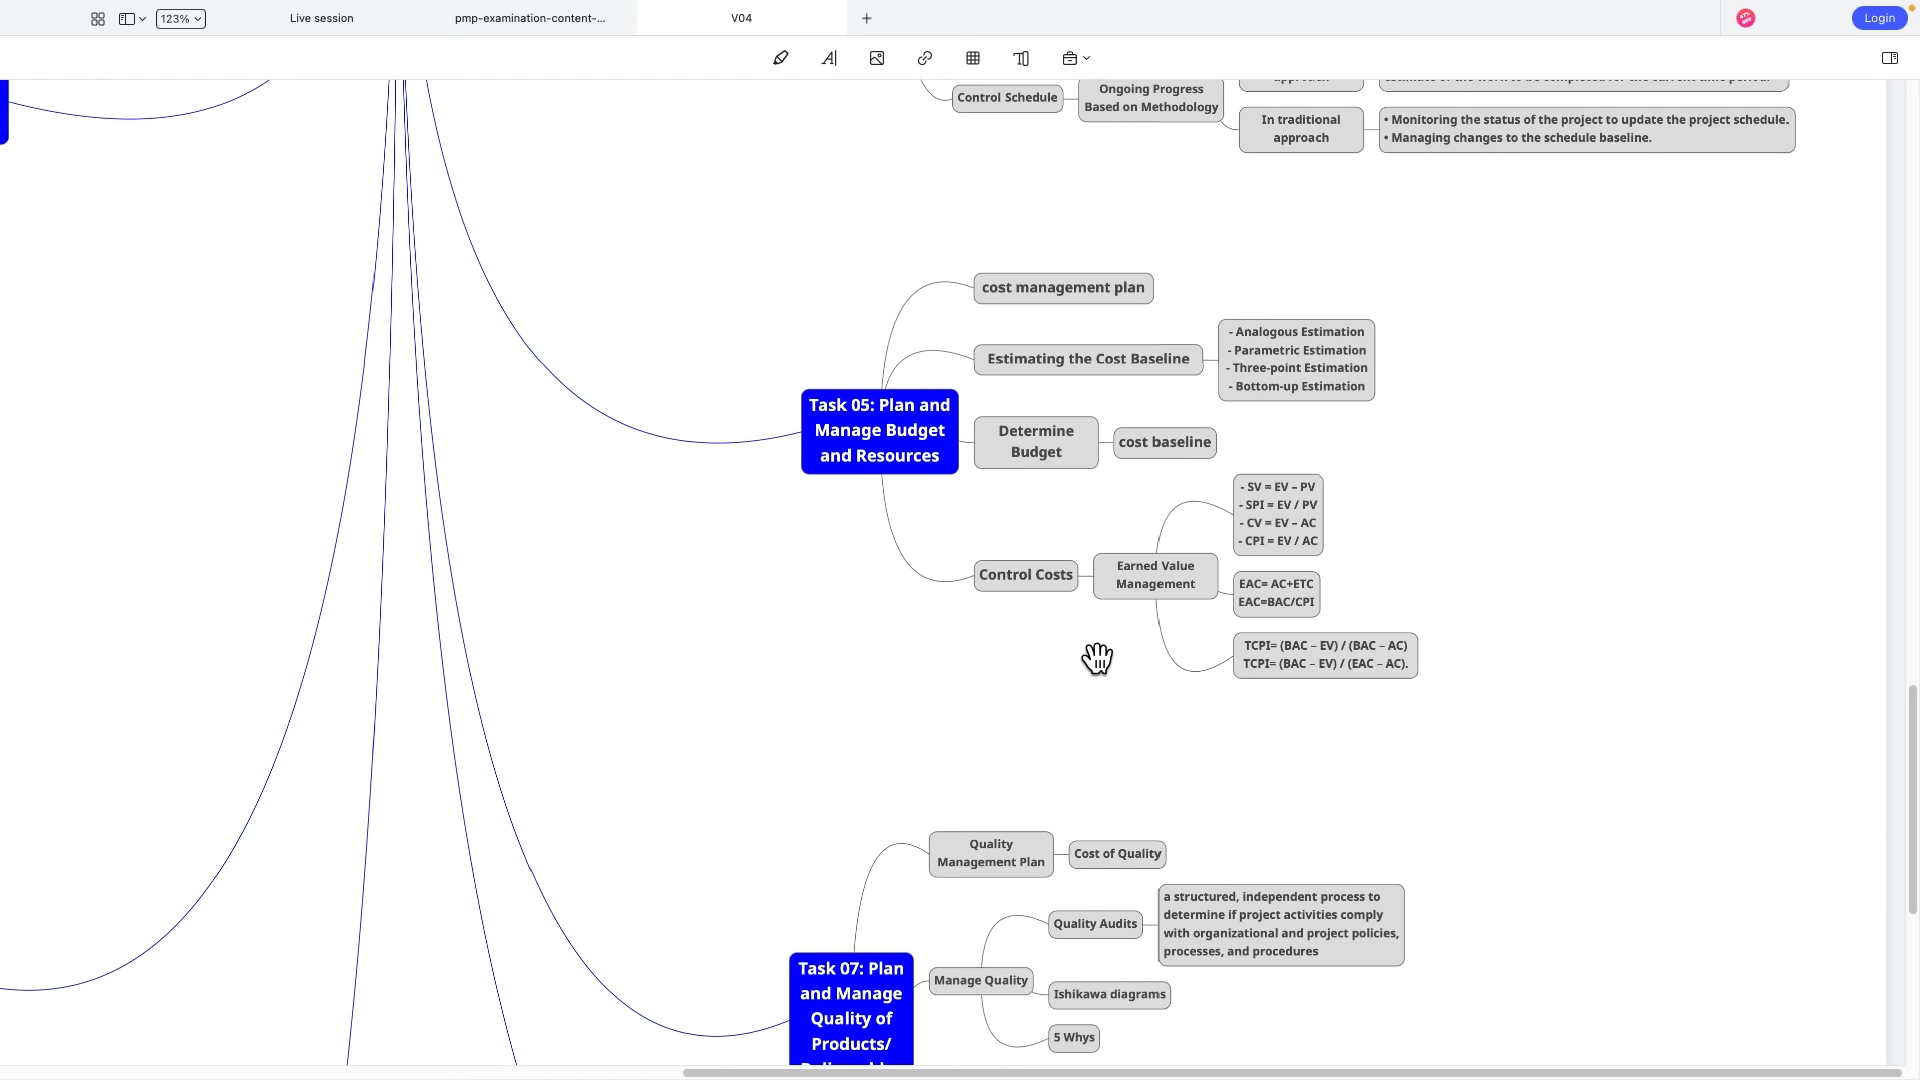 123%
Live session
pmp-examination-content-...
V04
Login
Control Schedule
Ongoing Progress
Based on Methodology
In traditional
approach
• Monitoring the status of the project to update the project schedule.
• Managing changes to the schedule baseline.
Task 05: Plan and
Manage Budget
and Resources
cost management plan
Estimating the Cost Baseline
- Analogous Estimation
- Parametric Estimation
- Three-point Estimation
- Bottom-up Estimation
Determine
Budget
cost baseline
Control Costs
Earned Value
Management
- SV = EV – PV
- SPI = EV / PV
- CV = EV – AC
- CPI = EV / AC
EAC= AC+ETC
EAC=BAC/CPI
TCPI= (BAC – EV) / (BAC – AC)
TCPI= (BAC – EV) / (EAC – AC).
Task 07: Plan
and Manage
Quality of
Products/
Quality
Management Plan
Cost of Quality
Manage Quality
Quality Audits
a structured, independent process to
determine if project activities comply
with organizational and project policies,
processes, and procedures
Ishikawa diagrams
5 Whys